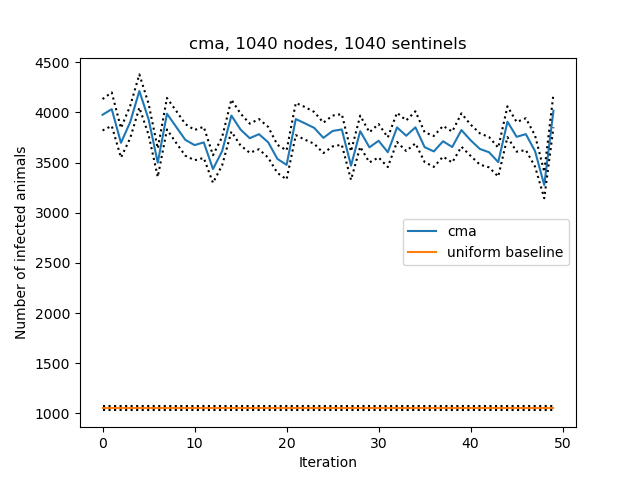 cma, 1040 nodes, 1040 sentinels
4500
4000
3500
3000
2500
2000
1500
1000
Number of infected animals
cma
uniform baseline
0 10 20 30 40 50
Iteration